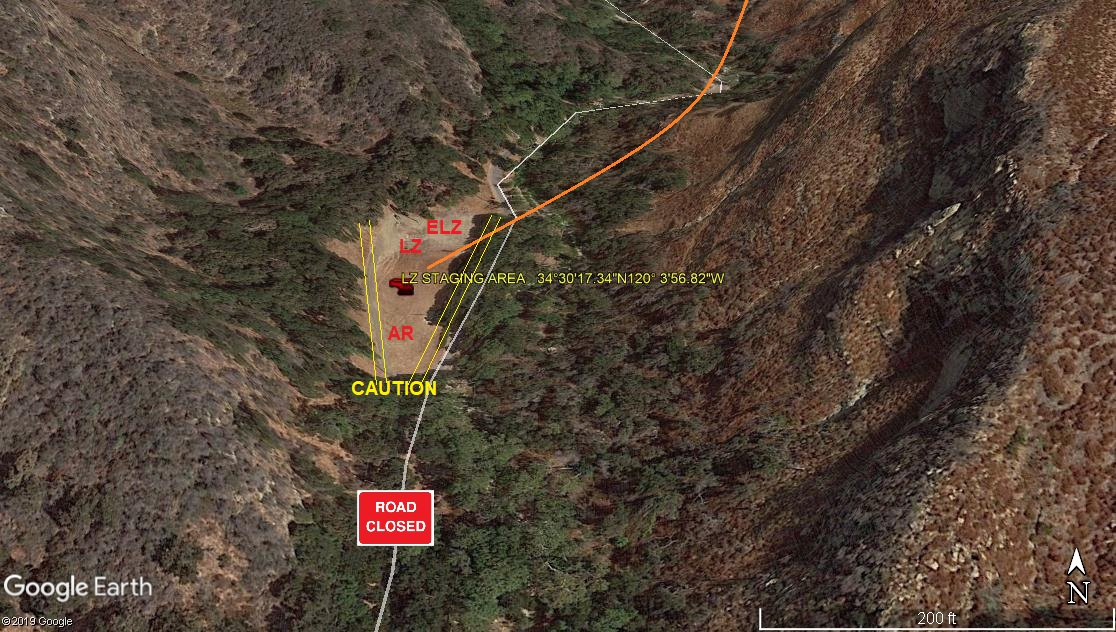 ELZ
LZ
LZ STAGING AREA 34°30'17.34"N120° 3'56.82"W
AR
CAUTION
ROAD
CLOSED
Google Earth
©2019 Google
N
200 ft